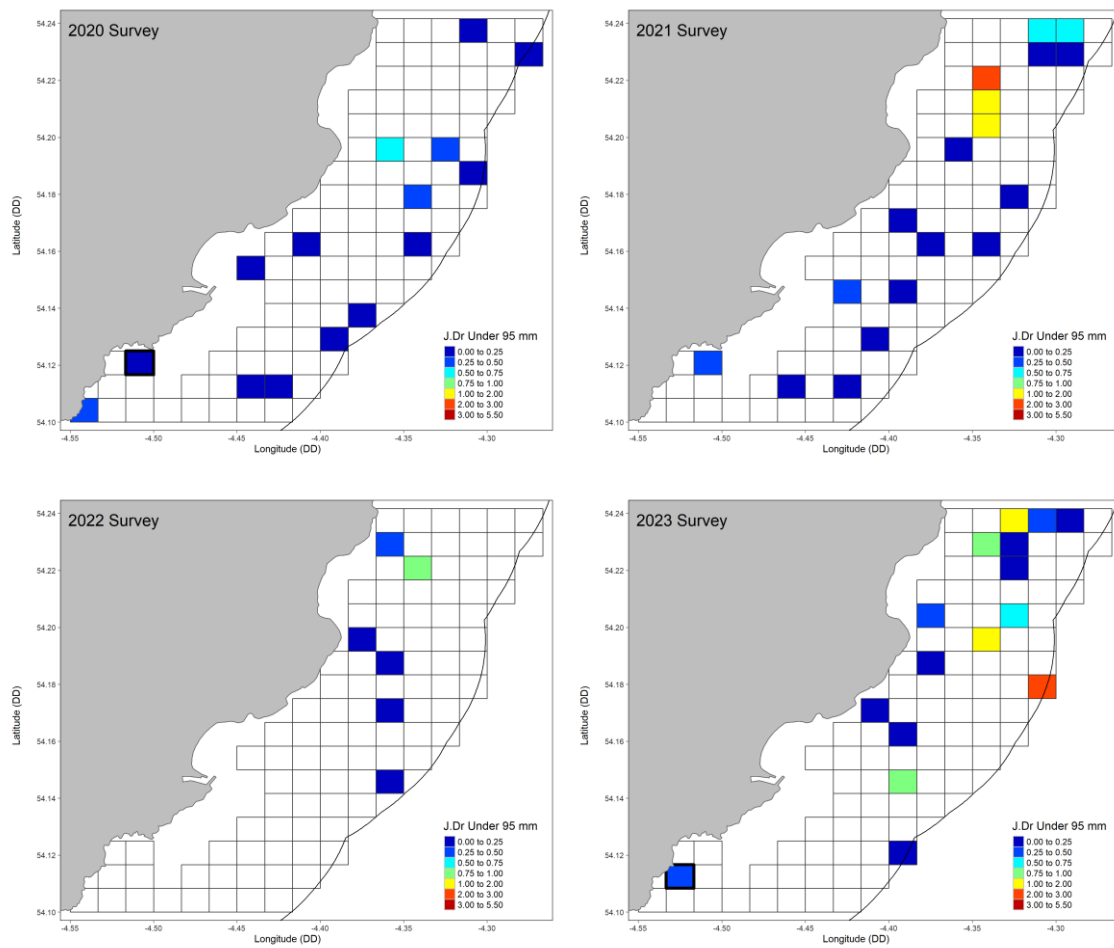 2020 Survey
54.24
54.22
54.20
54.18
54.16
54.14
54.12
54.10
Latitude (DD)
J.Dr Under 95 mm
0.00 to 0.25
0.25 to 0.50
0.50 to 0.75
0.75 to 1.00
1.00 to 2.00
2.00 to 3.00
3.00 to 5.50
-4.55 -4.50 -4.45 -4.40 -4.35 -4.30
Longitude (DD)
2021 Survey
54.24
54.22
54.20
54.18
54.16
54.14
54.12
54.10
Latitude (DD)
J.Dr Under 95 mm
0.00 to 0.25
0.25 to 0.50
0.50 to 0.75
0.75 to 1.00
1.00 to 2.00
2.00 to 3.00
3.00 to 5.50
-4.55 -4.50 -4.45 -4.40 -4.35 -4.30
Longitude (DD)
2022 Survey
54.24
54.22
54.20
54.18
54.16
54.14
54.12
54.10
Latitude (DD)
J.Dr Under 95 mm
0.00 to 0.25
0.25 to 0.50
0.50 to 0.75
0.75 to 1.00
1.00 to 2.00
2.00 to 3.00
3.00 to 5.50
-4.55 -4.50 -4.45 -4.40 -4.35 -4.30
Longitude (DD)
2023 Survey
54.24
54.22
54.20
54.18
54.16
54.14
54.12
54.10
Latitude (DD)
J.Dr Under 95 mm
0.00 to 0.25
0.25 to 0.50
0.50 to 0.75
0.75 to 1.00
1.00 to 2.00
2.00 to 3.00
3.00 to 5.50
-4.55 -4.50 -4.45 -4.40 -4.35 -4.30
Longitude (DD)